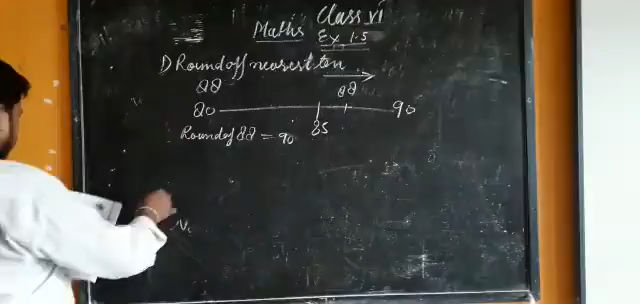 Class VI
Maths Ex 1.5
1) Round off nearest ten
88
88
80 90
85
Round of 88 = 90